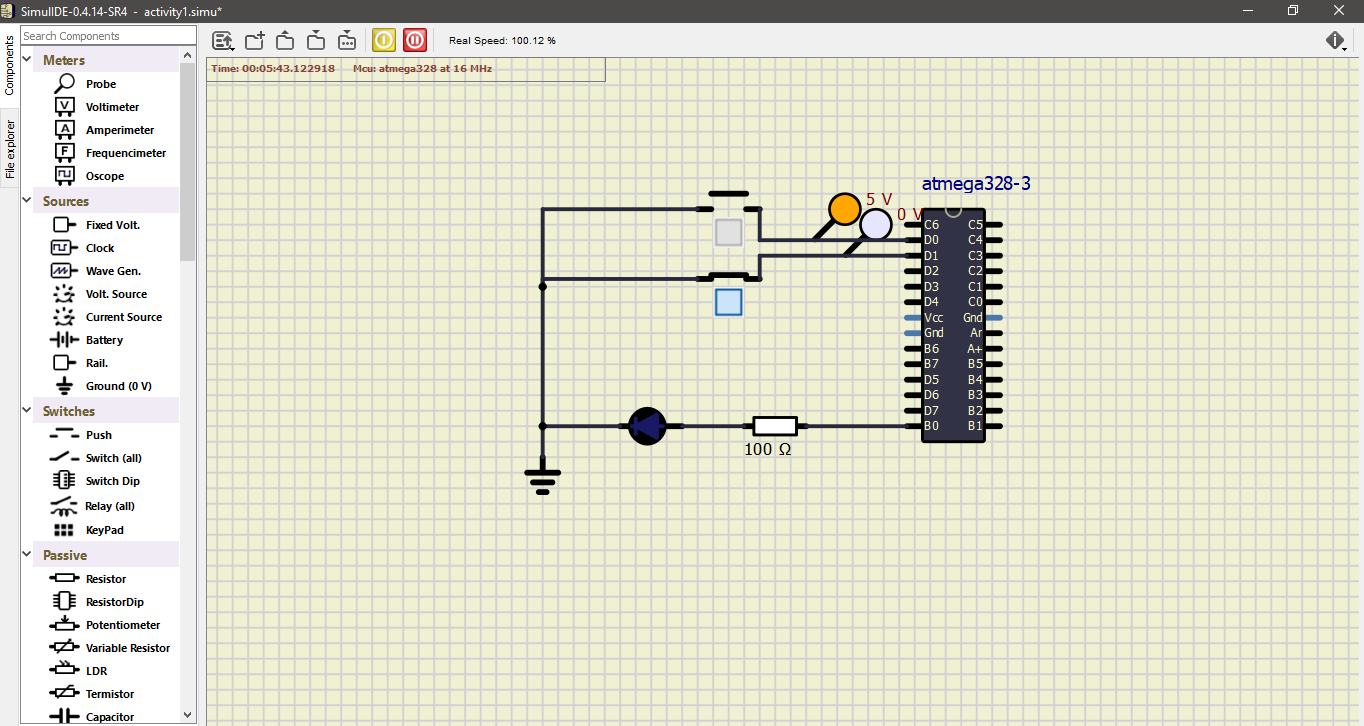 SimulIDE-0.4.14-SR4 - activity1.simu*
Components
File explorer
Search Components
Meters
Probe
Voltimeter
Amperimeter
Frequencimeter
Oscope
Sources
Fixed Volt.
Clock
Wave Gen.
Volt. Source
Current Source
Battery
Rail.
Ground (0 V)
Switches
Push
Switch (all)
Switch Dip
Relay (all)
KeyPad
Passive
Resistor
ResistorDip
Potentiometer
Variable Resistor
LDR
Termistor
Capacitor
Real Speed: 100.12 %
Time: 00:05:43.122918 Mcu: atmega328 at 16 MHz
atmega328-3
5 V
0 V
C6 C5
D0 C4
D1 C3
D2 C2
D3 C1
D4 C0
Vcc Gnd
Gnd Ar
B6 A+
B7 B5
D5 B4
D6 B3
D7 B2
B0 B1
100 Ω